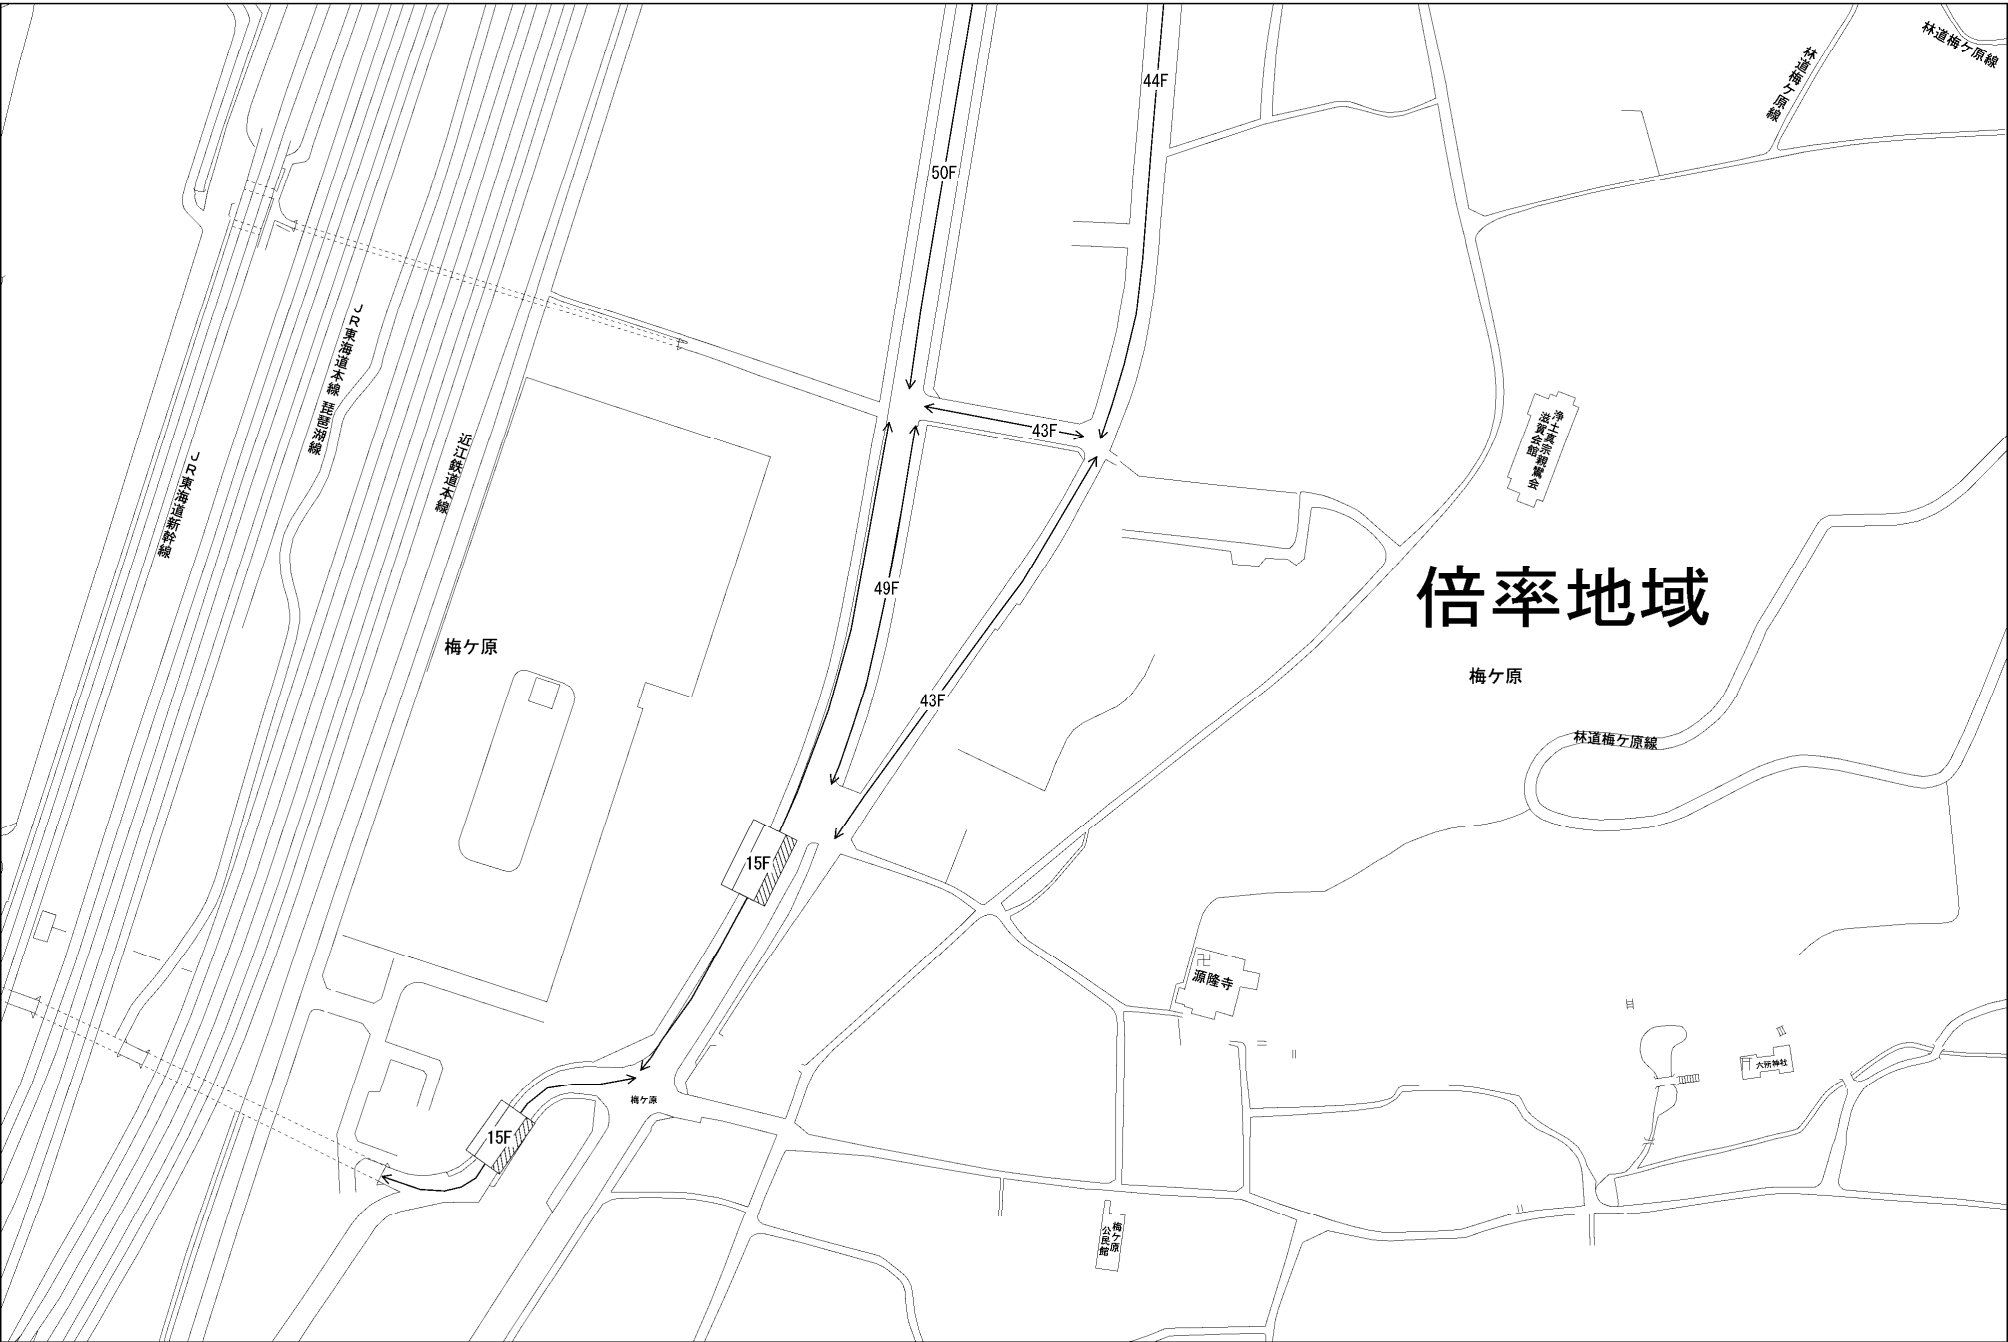 林道梅ケ原線
林道梅ケ原線
44F
50F
JR東海道本線 琵琶湖線
JR東海道新幹線
近江鉄道本線
43F
浄土真宗親鸞会
滋賀会館
49F
倍率地域
梅ケ原
梅ケ原
43F
林道梅ケ原線
15F
源隆寺
六所神社
梅ケ原
15F
梅ケ原
公民館